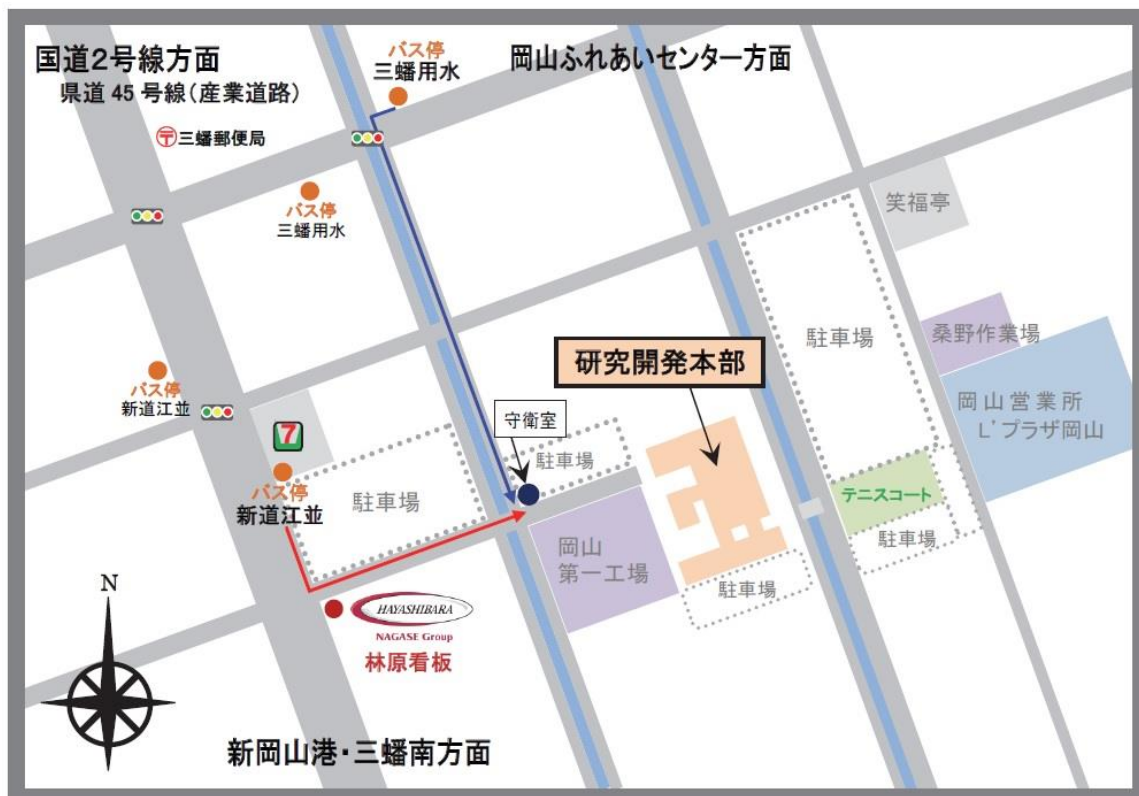 国道2号線方面
県道45号線(産業道路)
〒三蟠郵便局
バス停
三蟠用水
岡山ふれあいセンター方面
バス停
三蟠用水
笑福亭
駐車場
桑野作業場
研究開発本部
バス停
新道江並
7
守衛室
岡山営業所
L'プラザ岡山
バス停
新道江並
駐車場
駐車場
テニスコート
駐車場
岡山
第一工場
駐車場
N
HAYASHIBARA
NAGASE Group
林原看板
新岡山港・三蟠南方面